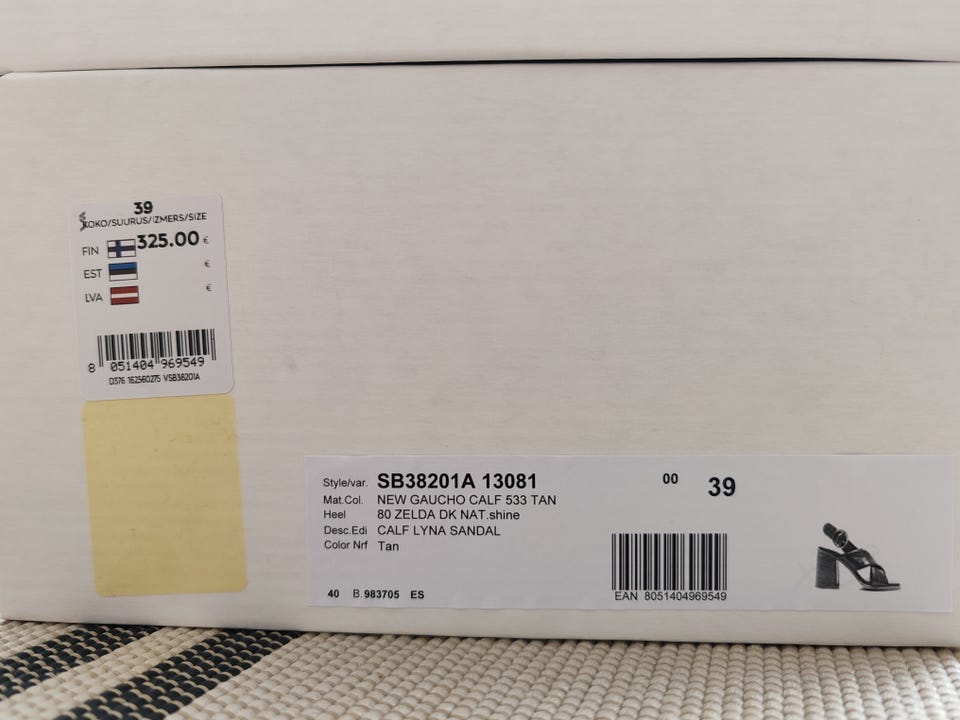 39
KOKO/SUURUS/IZMERS/SIZE
FIN 325.00 €
EST €
LVA €
8 051404 969549
D376 162560275 VSB38201A
Style/var. SB38201A 13081
Mat.Col. NEW GAUCHO CALF 533 TAN
Heel 80 ZELDA DK NAT.shine
Desc.Edi CALF LYNA SANDAL
Color Nrf Tan
40 B.983705 ES
00 39
EAN 8051404969549